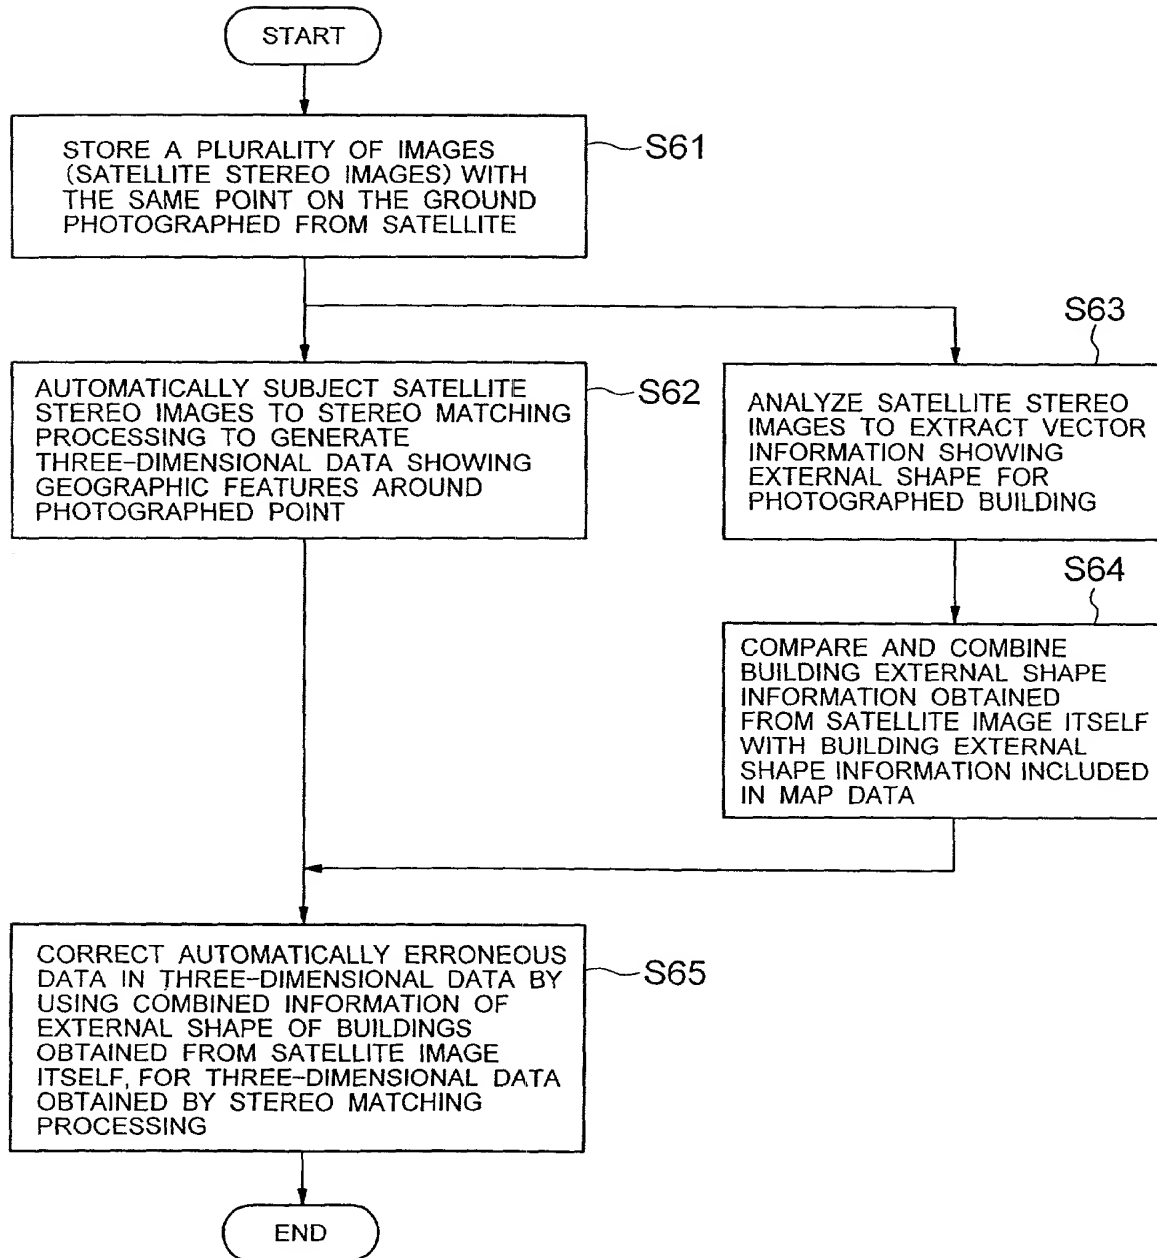 START
STORE A PLURALITY OF IMAGES
(SATELLITE STEREO IMAGES) WITH
THE SAME POINT ON THE GROUND
PHOTOGRAPHED FROM SATELLITE
S61
AUTOMATICALLY SUBJECT SATELLITE
STEREO IMAGES TO STEREO MATCHING
PROCESSING TO GENERATE
THREE-DIMENSIONAL DATA SHOWING
GEOGRAPHIC FEATURES AROUND
PHOTOGRAPHED POINT
S62
S63
ANALYZE SATELLITE STEREO
IMAGES TO EXTRACT VECTOR
INFORMATION SHOWING
EXTERNAL SHAPE FOR
PHOTOGRAPHED BUILDING
S64
COMPARE AND COMBINE
BUILDING EXTERNAL SHAPE
INFORMATION OBTAINED
FROM SATELLITE IMAGE ITSELF
WITH BUILDING EXTERNAL
SHAPE INFORMATION INCLUDED
IN MAP DATA
CORRECT AUTOMATICALLY ERRONEOUS
DATA IN THREE-DIMENSIONAL DATA BY
USING COMBINED INFORMATION OF
EXTERNAL SHAPE OF BUILDINGS
OBTAINED FROM SATELLITE IMAGE
ITSELF, FOR THREE-DIMENSIONAL DATA
OBTAINED BY STEREO MATCHING
PROCESSING
S65
END